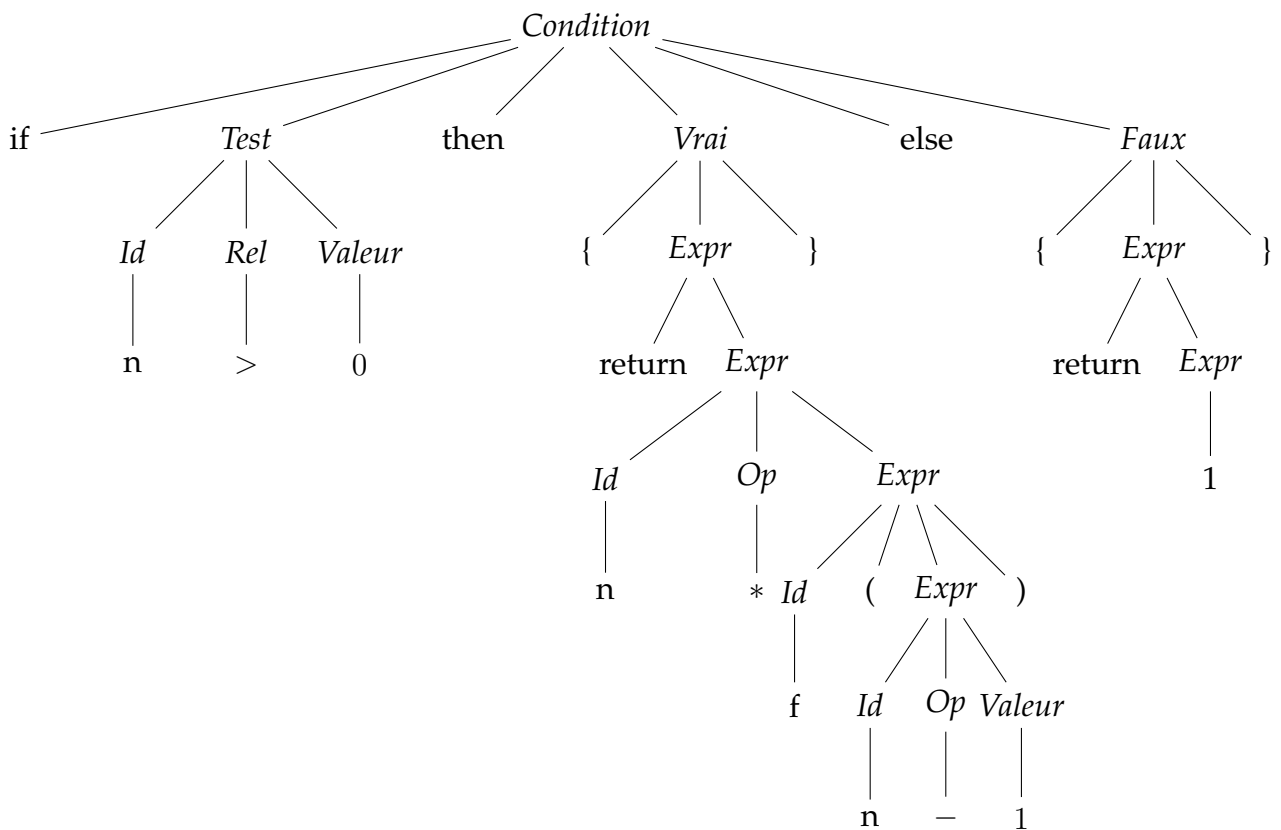 Condition
if Test then Vrai else Faux
Id Rel Valeur { Expr } { Expr }
n > 0 return Expr return Expr
Id Op Expr 1
n * Id ( Expr )
f Id Op Valeur
n − 1